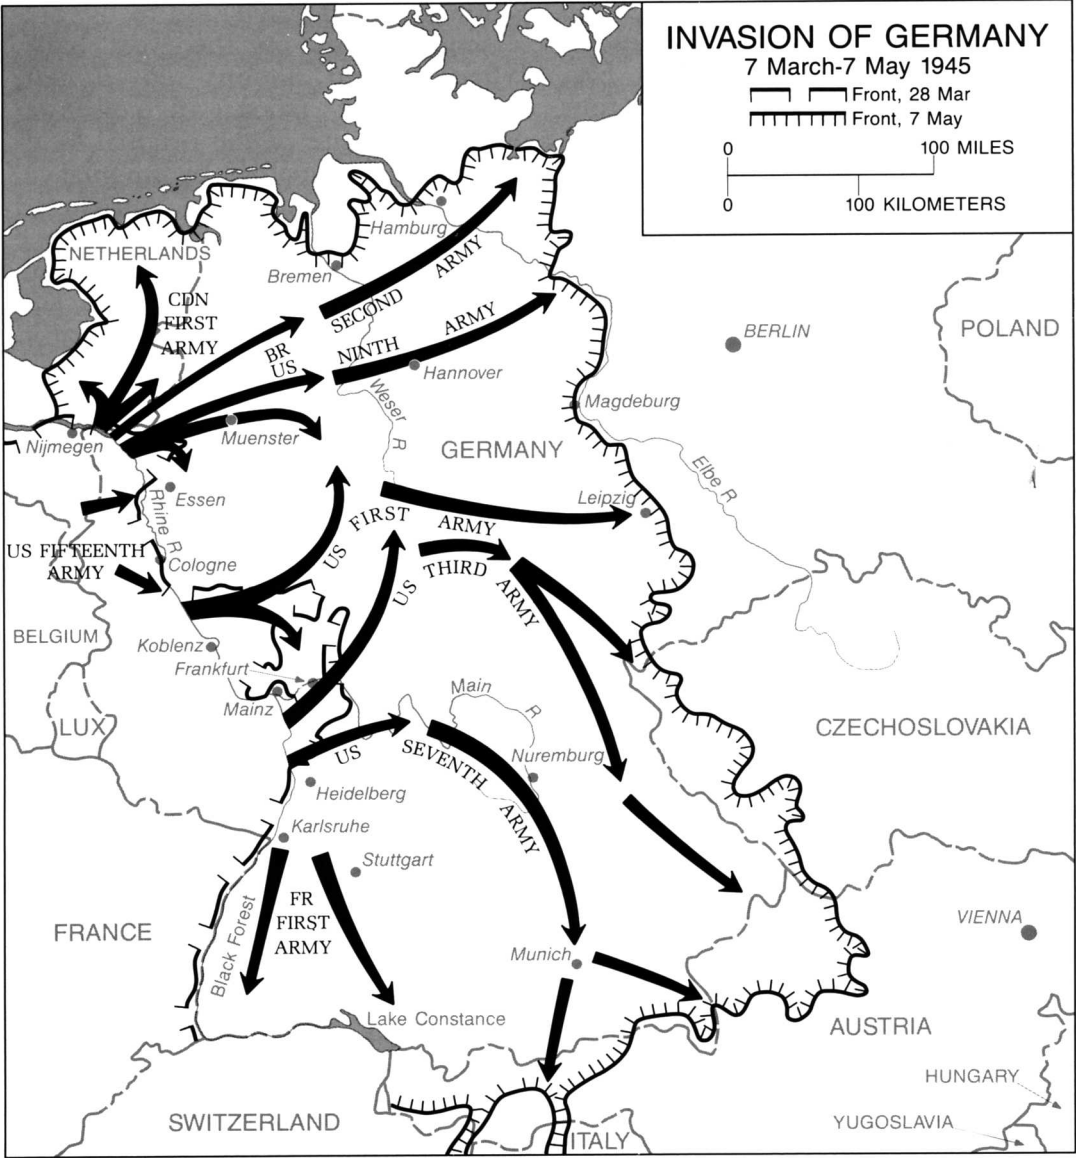 INVASION OF GERMANY
7 March-7 May 1945
Front, 28 Mar
Front, 7 May
0 100 MILES
0 100 KILOMETERS
Hamburg
NETHERLANDS
Bremen
CDN
FIRST
ARMY
BR
SECOND
ARMY
US
NINTH
ARMY
Hannover
BERLIN
POLAND
Weser R
Magdeburg
Muenster
Nijmegen
GERMANY
Elbe R
Essen
Rhine R
Leipzig
US FIFTEENTH
ARMY
Cologne
US
FIRST
ARMY
US
THIRD
ARMY
BELGIUM
Koblenz
Frankfurt
Mainz
Main R
LUX
CZECHOSLOVAKIA
US
SEVENTH
ARMY
Nuremburg
Heidelberg
Karlsruhe
Stuttgart
FR
FIRST
ARMY
Black Forest
FRANCE
VIENNA
Munich
Lake Constance
AUSTRIA
HUNGARY
SWITZERLAND
YUGOSLAVIA
ITALY